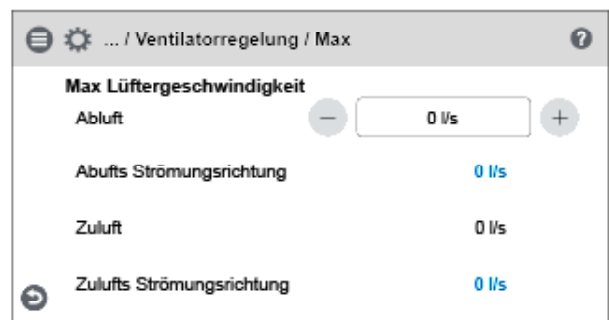 ... / Ventilatorregelung / Max ?
Max Lüftergeschwindigkeit
Abluft − 0 l/s +
Abufts Strömungsrichtung 0 l/s
Zuluft 0 l/s
Zulufts Strömungsrichtung 0 l/s